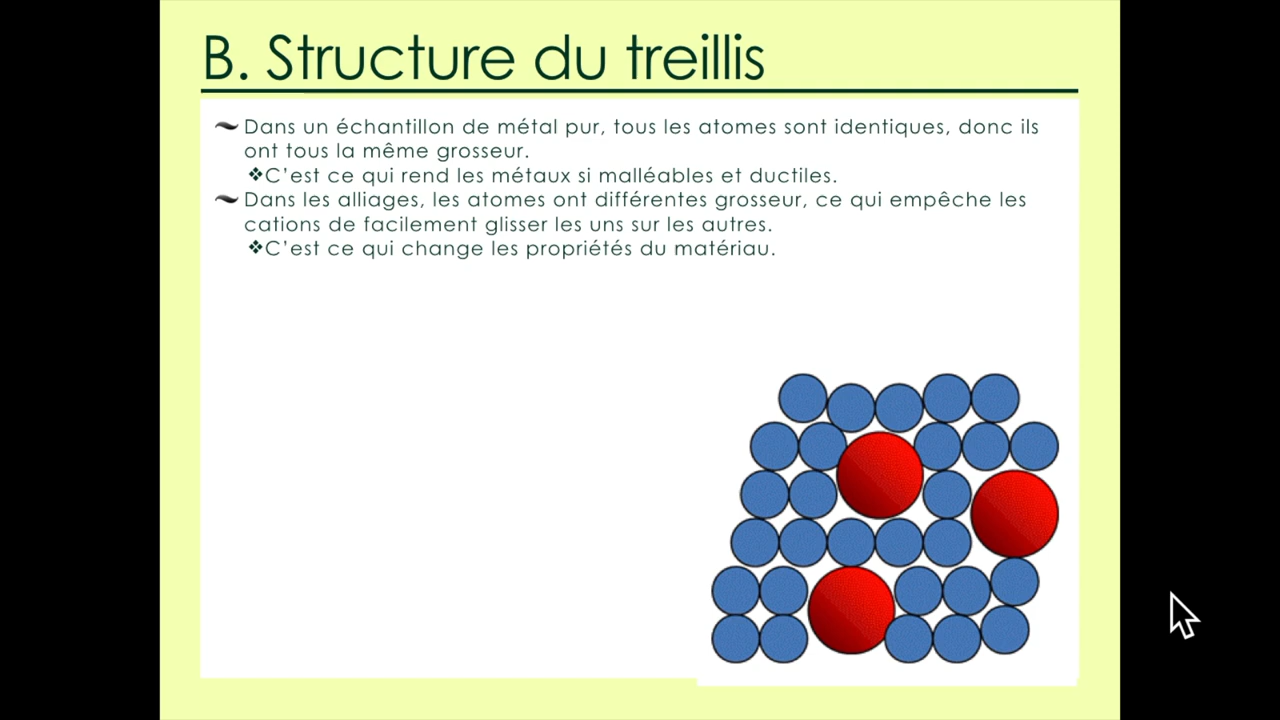 B. Structure du treillis
Dans un échantillon de métal pur, tous les atomes sont identiques, donc ils
ont tous la même grosseur.
❖C’est ce qui rend les métaux si malléables et ductiles.
Dans les alliages, les atomes ont différentes grosseur, ce qui empêche les
cations de facilement glisser les uns sur les autres.
❖C’est ce qui change les propriétés du matériau.